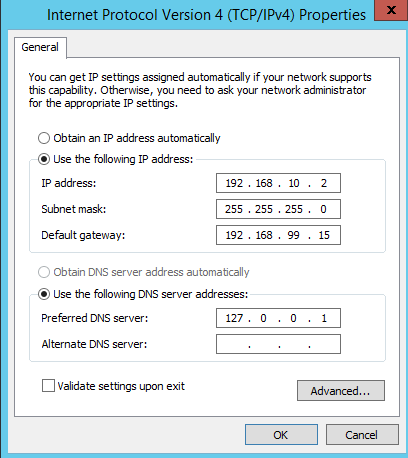 Internet Protocol Version 4 (TCP/IPv4) Properties
x
General
You can get IP settings assigned automatically if your network supports
this capability. Otherwise, you need to ask your network administrator
for the appropriate IP settings.
Obtain an IP address automatically
Use the following IP address:
IP address: 192 . 168 . 10 . 2
Subnet mask: 255 . 255 . 255 . 0
Default gateway: 192 . 168 . 99 . 15
Obtain DNS server address automatically
Use the following DNS server addresses:
Preferred DNS server: 127 . 0 . 0 . 1
Alternate DNS server: . . .
Validate settings upon exit
Advanced...
OK Cancel